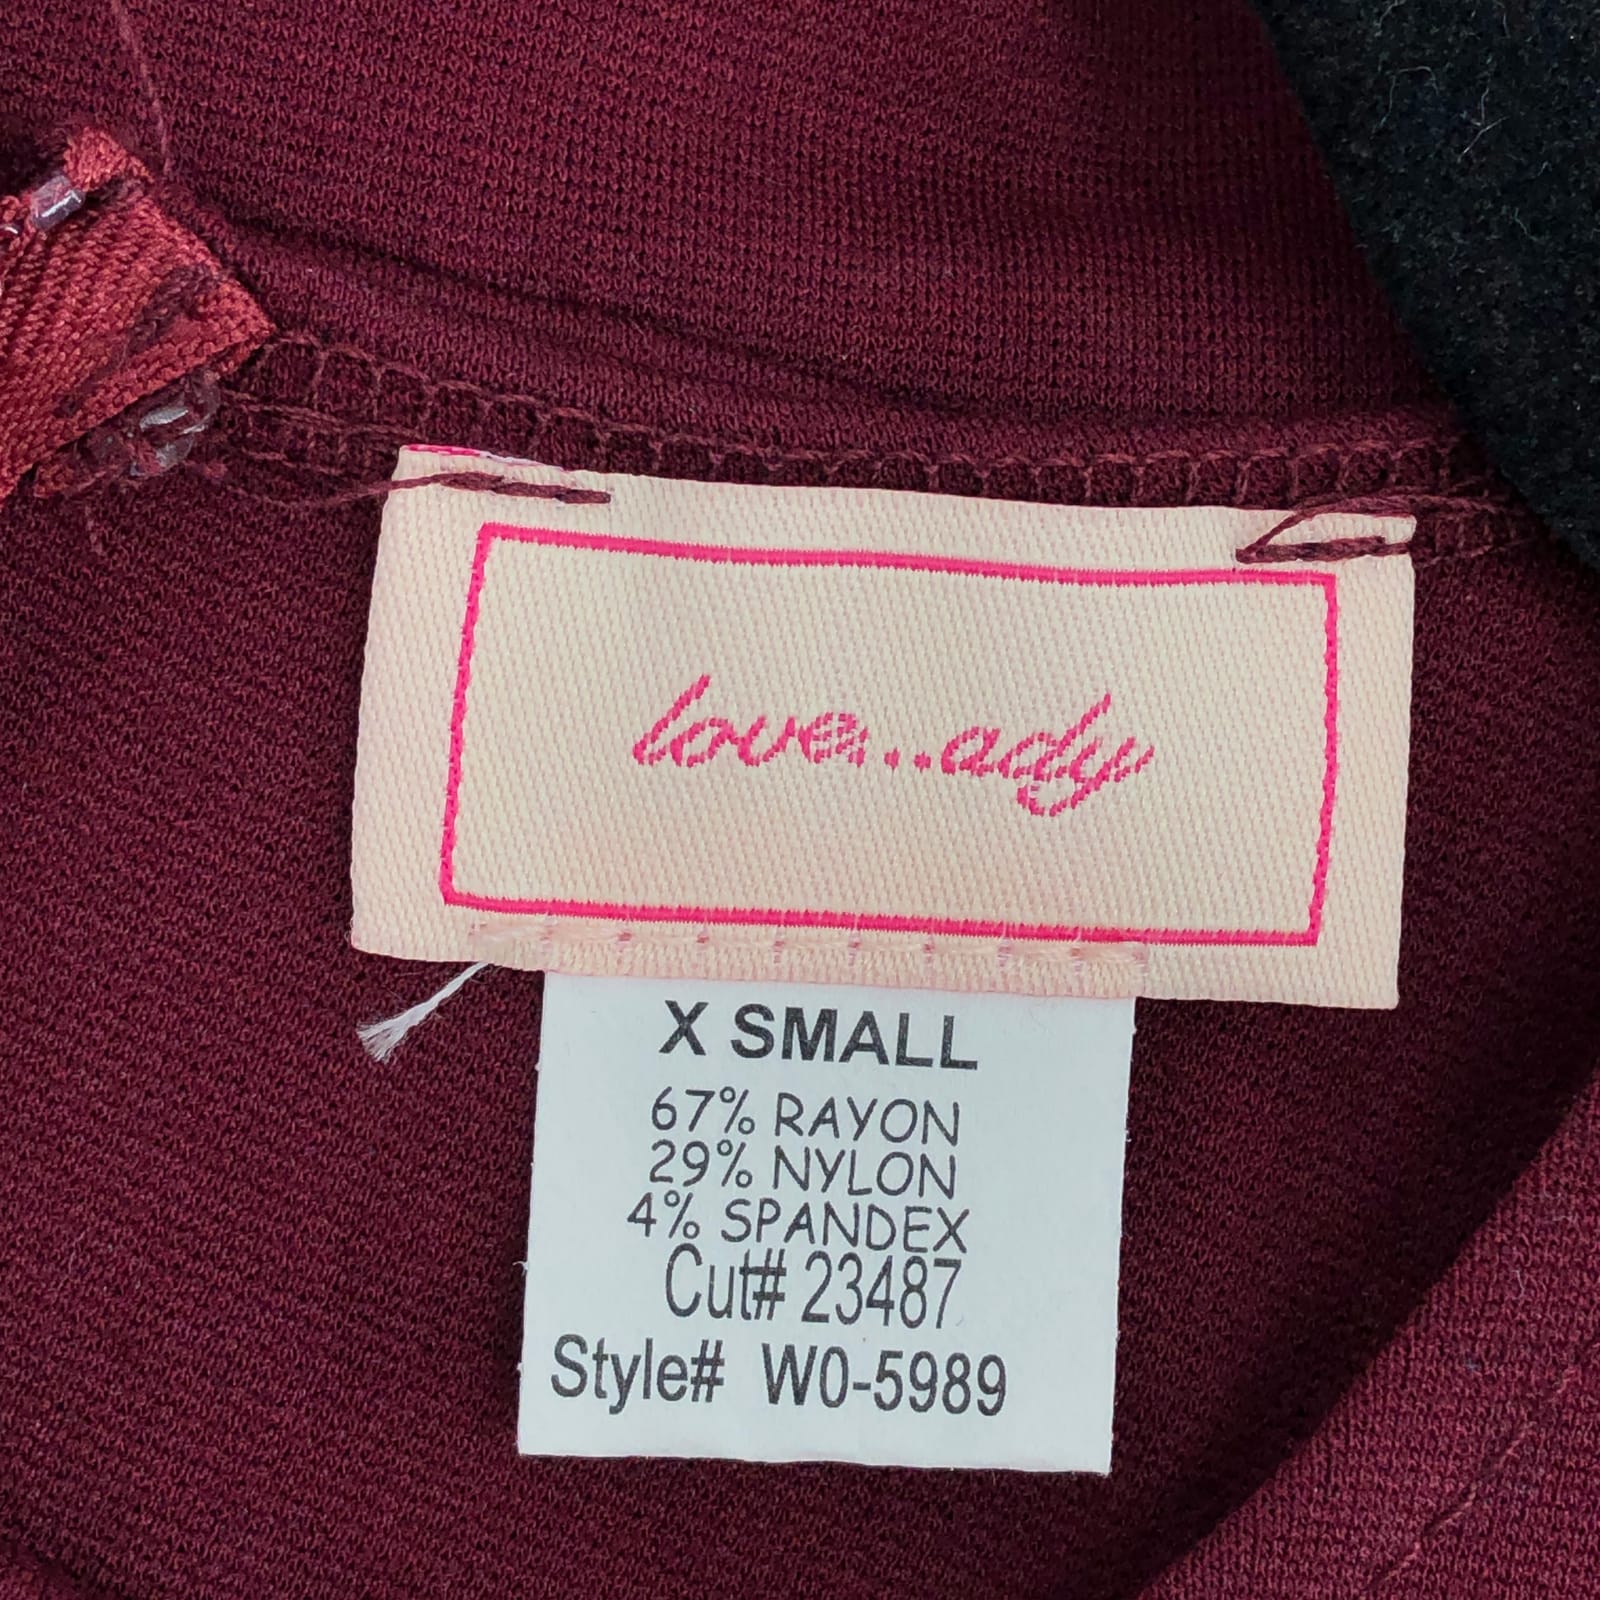 love...ady
X SMALL
67% RAYON
29% NYLON
4% SPANDEX
Cut# 23487
Style# W0-5989